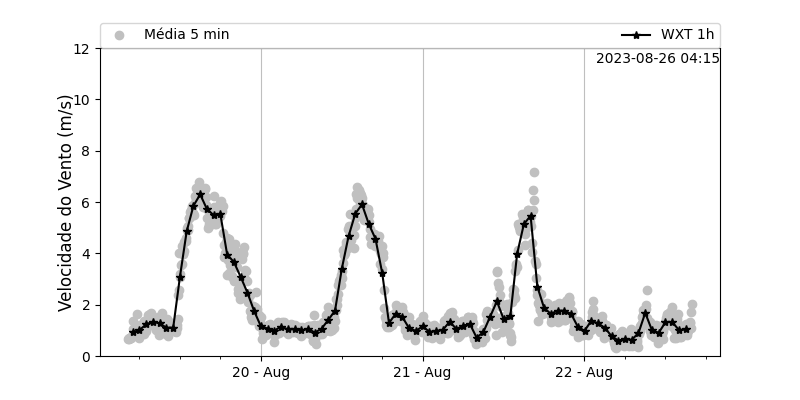 Média 5 min
WXT 1h
2023-08-26 04:15
Velocidade do Vento (m/s)
12
10
8
6
4
2
0
20 - Aug
21 - Aug
22 - Aug